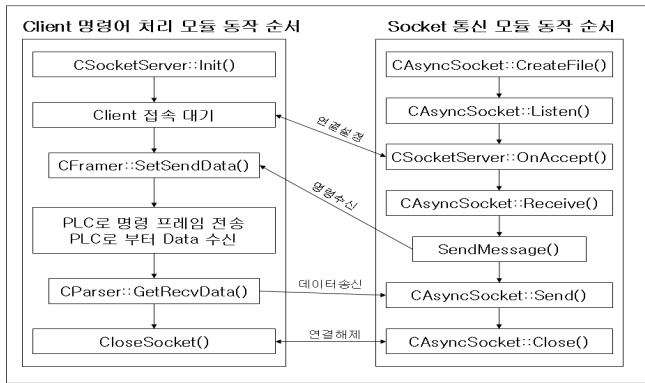 Client 명령어 처리 모듈 동작 순서
CSocketServer::Init()
Client 접속 대기
CFramer::SetSendData()
PLC로 명령 프레임 전송
PLC로 부터 Data 수신
CParser::GetRecvData()
CloseSocket()
연결설정
명령수신
데이터송신
연결해제
Socket 통신 모듈 동작 순서
CAsyncSocket::CreateFile()
CAsyncSocket::Listen()
CSocketServer::OnAccept()
CAsyncSocket::Receive()
SendMessage()
CAsyncSocket::Send()
CAsyncSocket::Close()